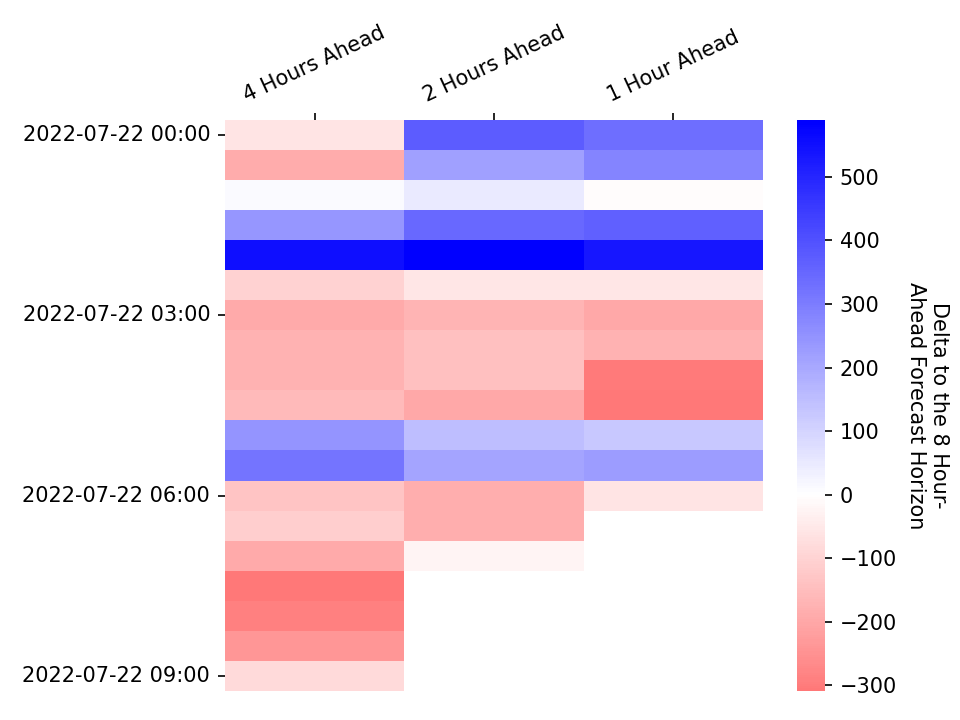 4 Hours Ahead
2 Hours Ahead
1 Hour Ahead
2022-07-22 00:00
2022-07-22 03:00
2022-07-22 06:00
2022-07-22 09:00
500
400
300
200
100
0
−100
−200
−300
Delta to the 8 Hour-
Ahead Forecast Horizon